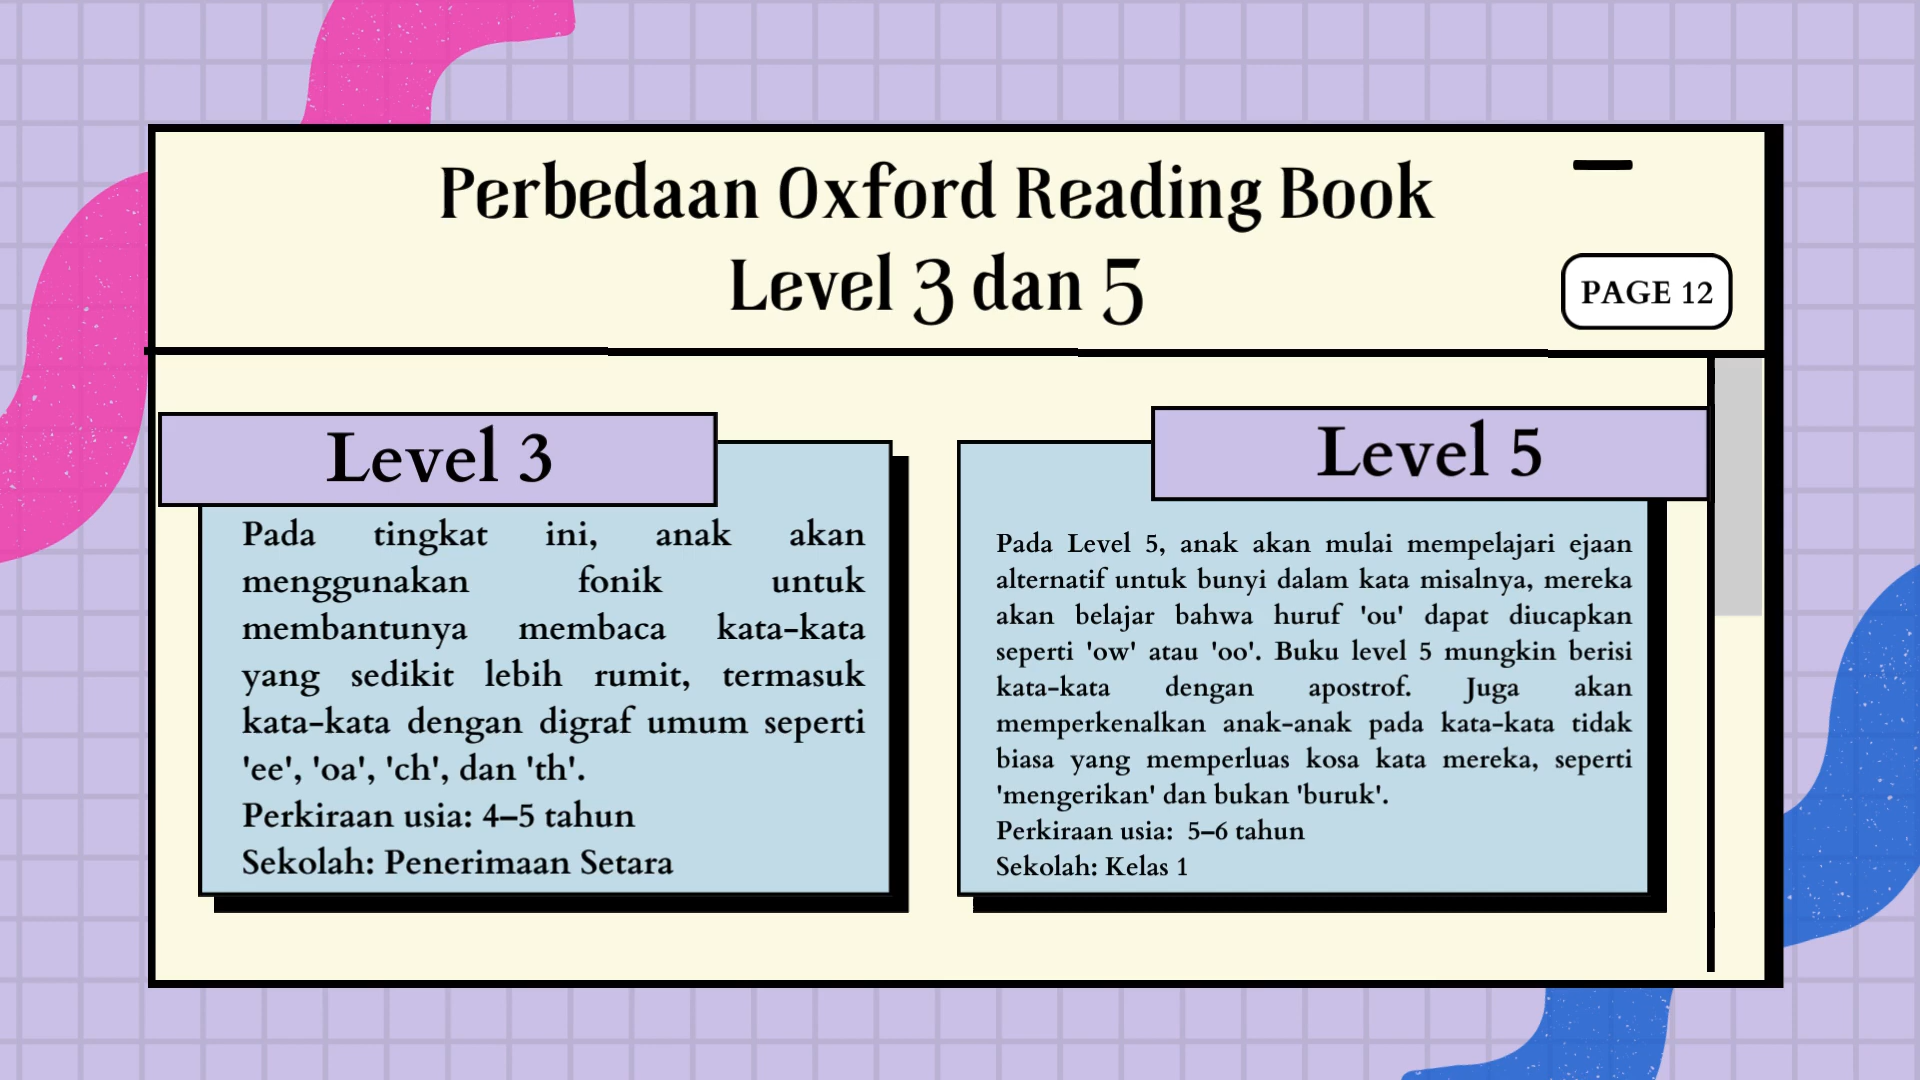 Perbedaan Oxford Reading Book
Level 3 dan 5
PAGE 12
Level 3
Pada tingkat ini, anak akan
menggunakan fonik untuk
membantunya membaca kata-kata
yang sedikit lebih rumit, termasuk
kata-kata dengan digraf umum seperti
'ee', 'oa', 'ch', dan 'th'.
Perkiraan usia: 4–5 tahun
Sekolah: Penerimaan Setara
Level 5
Pada Level 5, anak akan mulai mempelajari ejaan
alternatif untuk bunyi dalam kata misalnya, mereka
akan belajar bahwa huruf 'ou' dapat diucapkan
seperti 'ow' atau 'oo'. Buku level 5 mungkin berisi
kata-kata dengan apostrof. Juga akan
memperkenalkan anak-anak pada kata-kata tidak
biasa yang memperluas kosa kata mereka, seperti
'mengerikan' dan bukan 'buruk'.
Perkiraan usia: 5–6 tahun
Sekolah: Kelas 1